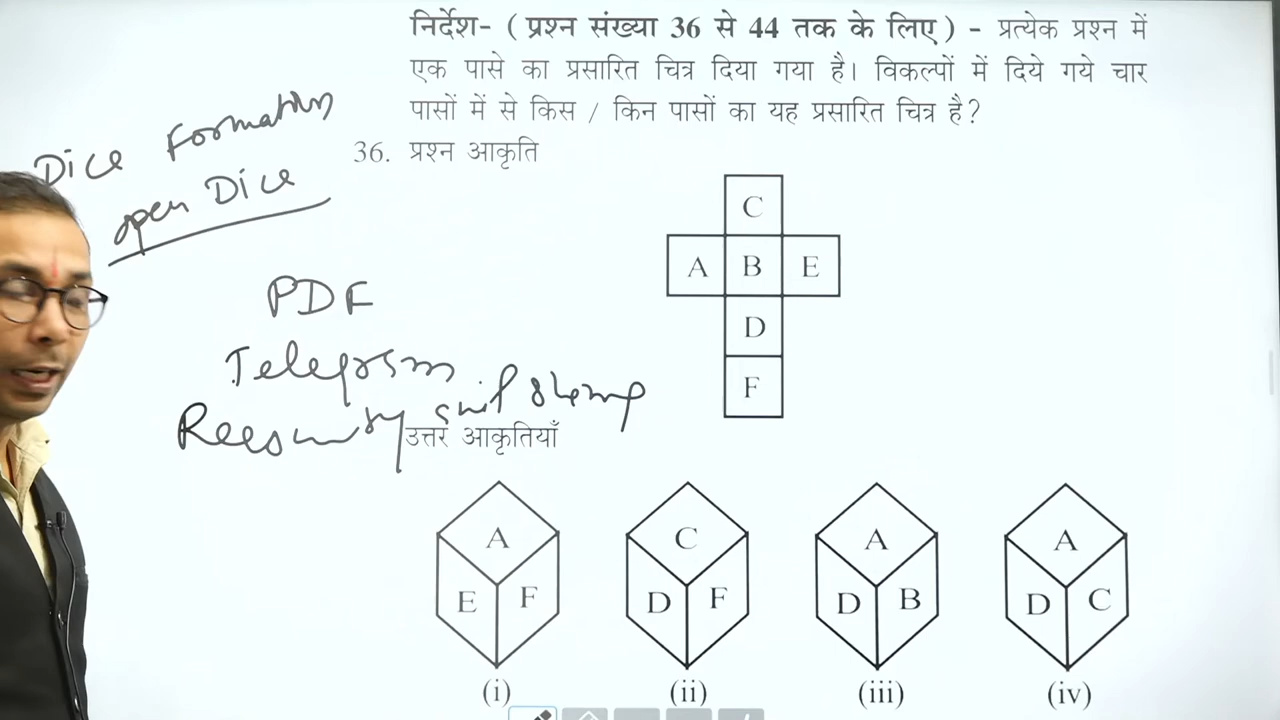 निर्देश- ( प्रश्न संख्या 36 से 44 तक के लिए ) - प्रत्येक प्रश्न में
एक पासे का प्रसारित चित्र दिया गया है। विकल्पों में दिये गये चार
पासों में से किस / किन पासों का यह प्रसारित चित्र है?
Dice Formation
open Dice
36. प्रश्न आकृति
C
A B E
D
F
PDF
उत्तर आकृतियाँ
A C A A
E F D F D B D C
(i) (ii) (iii) (iv)